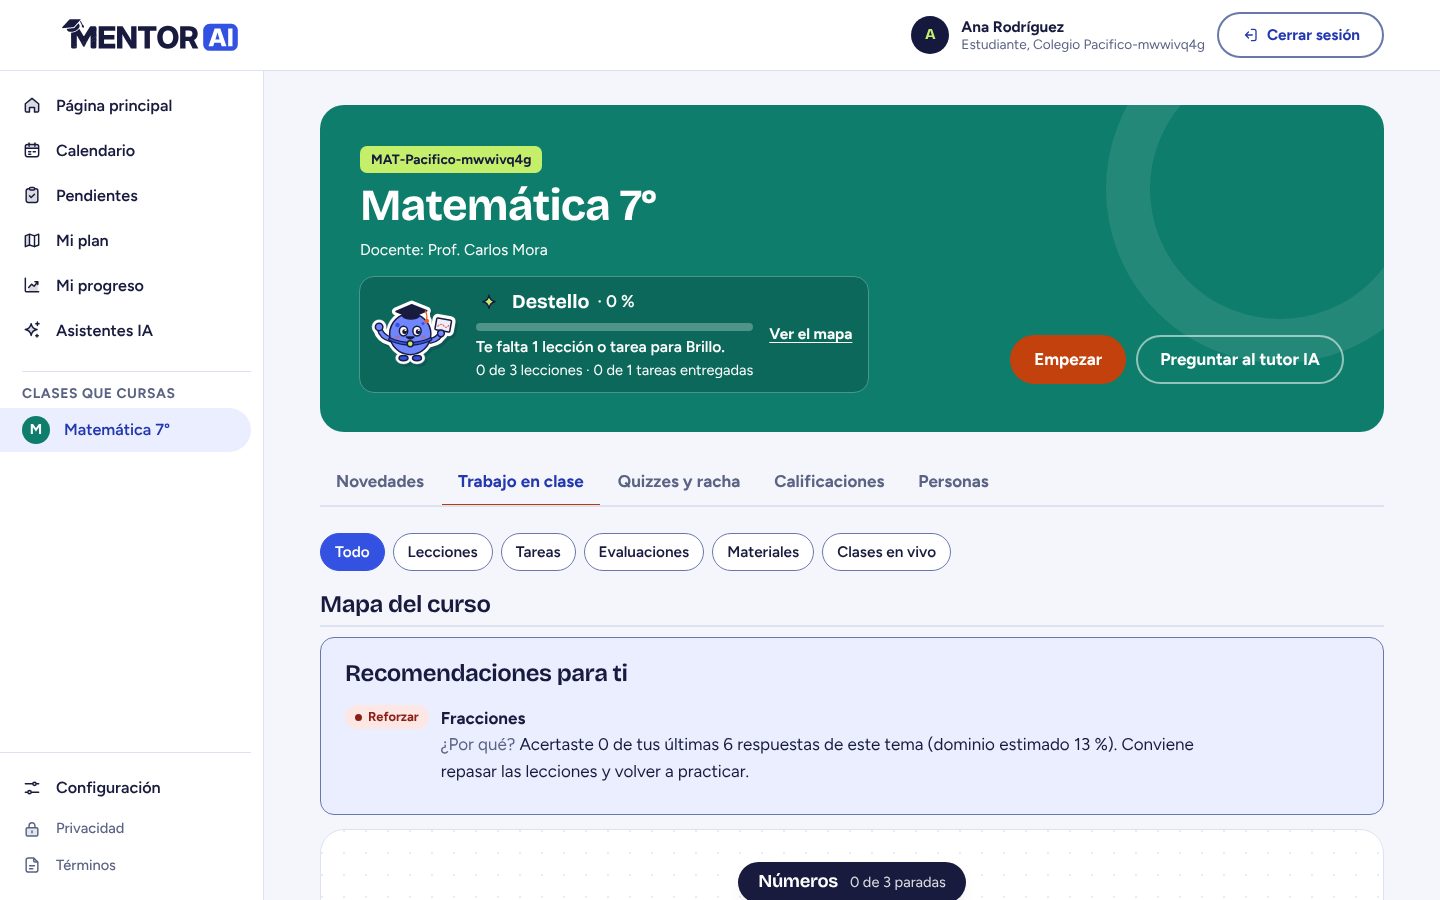 MENTOR AI
A
Ana Rodríguez
Estudiante, Colegio Pacifico-mwwivq4g
Cerrar sesión
Página principal
Calendario
Pendientes
Mi plan
Mi progreso
Asistentes IA
CLASES QUE CURSAS
M
Matemática 7°
Configuración
Privacidad
Términos
MAT-Pacifico-mwwivq4g
Matemática 7°
Docente: Prof. Carlos Mora
Destello · 0 %
Te falta 1 lección o tarea para Brillo.
0 de 3 lecciones · 0 de 1 tareas entregadas
Ver el mapa
Empezar
Preguntar al tutor IA
Novedades
Trabajo en clase
Quizzes y racha
Calificaciones
Personas
Todo
Lecciones
Tareas
Evaluaciones
Materiales
Clases en vivo
Mapa del curso
Recomendaciones para ti
Reforzar
Fracciones
¿Por qué? Acertaste 0 de tus últimas 6 respuestas de este tema (dominio estimado 13 %). Conviene
repasar las lecciones y volver a practicar.
Números 0 de 3 paradas